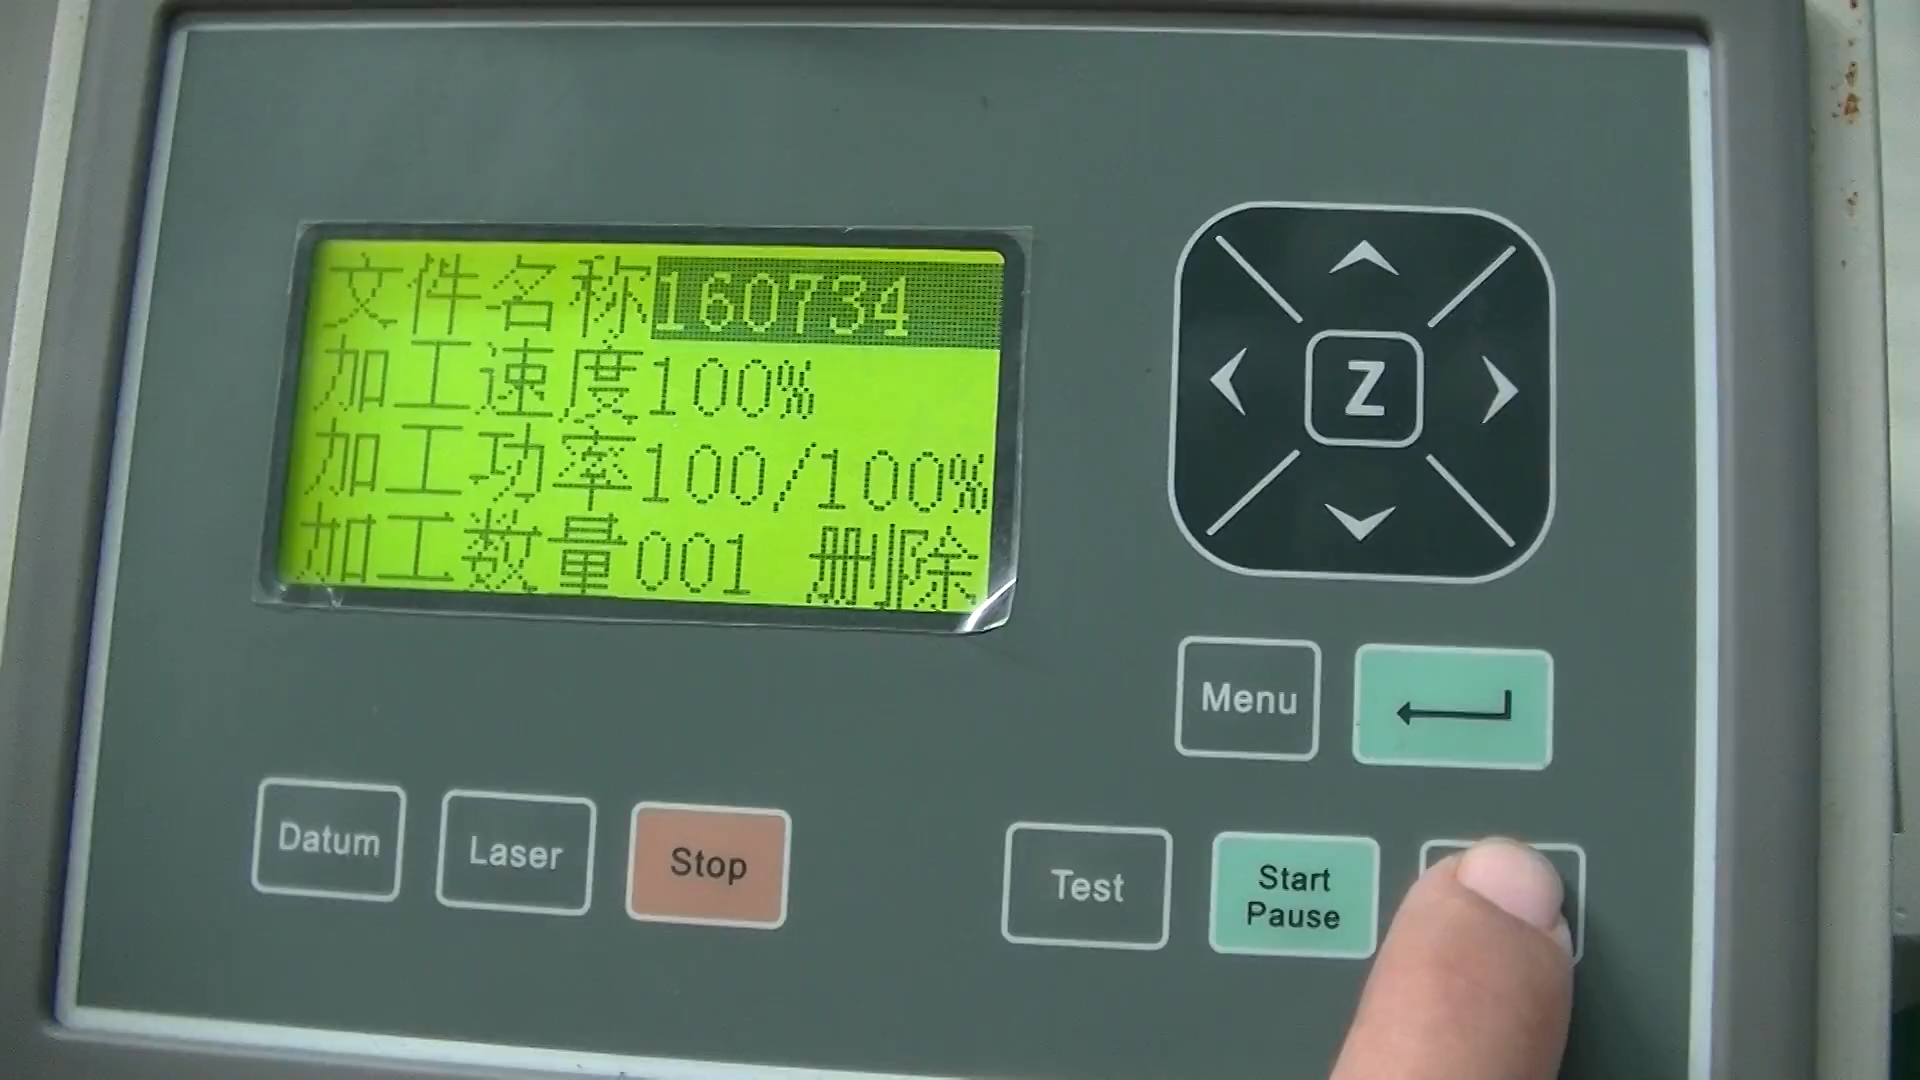 文件名称160734
加工速度100%
加工功率100/100%
加工数量001 删除
Z
Menu
Datum
Laser
Stop
Test
Start
Pause